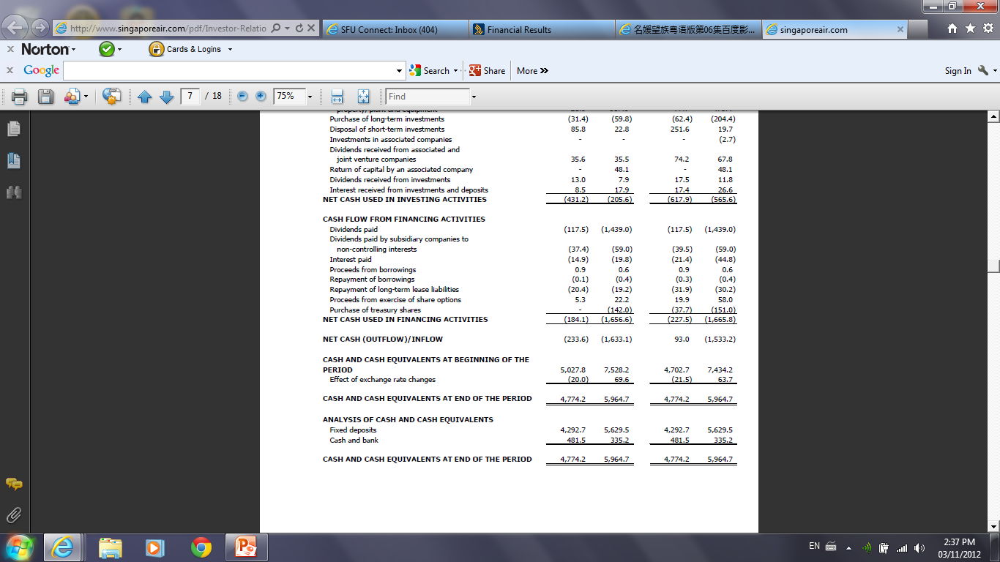 http://www.singaporeair.com/pdf/Investor-Relatio
SFU Connect: Inbox (404)
Financial Results
名媛望族粤语版第06集百度影...
singaporeair.com
Norton
Cards & Logins
Google
Search
Share
More »
Sign In
7 / 18
75%
Find
property, plant and equipment
Purchase of long-term investments (31.4) (59.8) (62.4) (204.4)
Disposal of short-term investments 85.8 22.8 251.6 19.7
Investments in associated companies - - - (2.7)
Dividends received from associated and
joint venture companies 35.6 35.5 74.2 67.8
Return of capital by an associated company - 48.1 - 48.1
Dividends received from investments 13.0 7.9 17.5 11.8
Interest received from investments and deposits 8.5 17.9 17.4 26.6
NET CASH USED IN INVESTING ACTIVITIES (431.2) (205.6) (617.9) (565.6)
CASH FLOW FROM FINANCING ACTIVITIES
Dividends paid (117.5) (1,439.0) (117.5) (1,439.0)
Dividends paid by subsidiary companies to
non-controlling interests (37.4) (59.0) (39.5) (59.0)
Interest paid (14.9) (19.8) (21.4) (44.8)
Proceeds from borrowings 0.9 0.6 0.9 0.6
Repayment of borrowings (0.1) (0.4) (0.3) (0.4)
Repayment of long-term lease liabilities (20.4) (19.2) (31.9) (30.2)
Proceeds from exercise of share options 5.3 22.2 19.9 58.0
Purchase of treasury shares - (142.0) (37.7) (151.0)
NET CASH USED IN FINANCING ACTIVITIES (184.1) (1,656.6) (227.5) (1,665.8)
NET CASH (OUTFLOW)/INFLOW (233.6) (1,633.1) 93.0 (1,533.2)
CASH AND CASH EQUIVALENTS AT BEGINNING OF THE
PERIOD 5,027.8 7,528.2 4,702.7 7,434.2
Effect of exchange rate changes (20.0) 69.6 (21.5) 63.7
CASH AND CASH EQUIVALENTS AT END OF THE PERIOD 4,774.2 5,964.7 4,774.2 5,964.7
ANALYSIS OF CASH AND CASH EQUIVALENTS
Fixed deposits 4,292.7 5,629.5 4,292.7 5,629.5
Cash and bank 481.5 335.2 481.5 335.2
CASH AND CASH EQUIVALENTS AT END OF THE PERIOD 4,774.2 5,964.7 4,774.2 5,964.7
EN
2:37 PM
03/11/2012